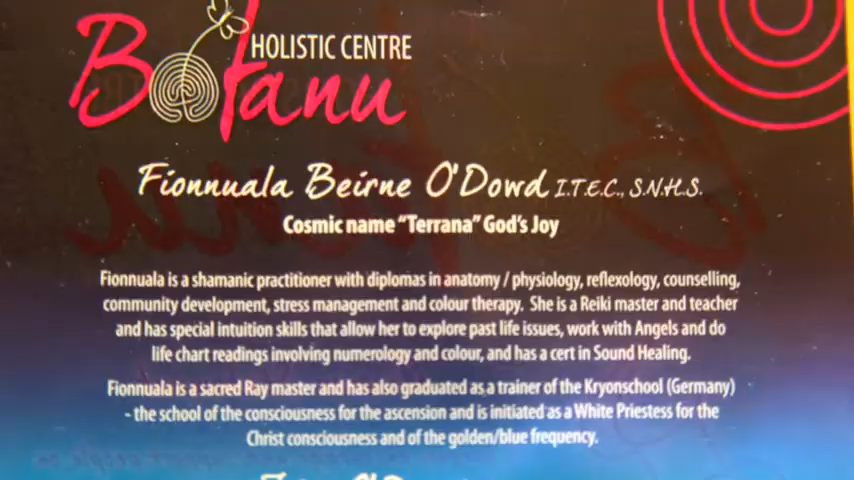 HOLISTIC CENTRE
Botanu
Fionnuala Beirne O'Dowd I.T.E.C., S.N.H.S.
Cosmic name “Terrana” God's Joy
Fionnuala is a shamanic practitioner with diplomas in anatomy / physiology, reflexology, counselling,
community development, stress management and colour therapy. She is a Reiki master and teacher
and has special intuition skills that allow her to explore past life issues, work with Angels and do
life chart readings involving numerology and colour, and has a cert in Sound Healing.
Fionnuala is a sacred Ray master and has also graduated as a trainer of the Kryonschool (Germany)
- the school of the consciousness for the ascension and is initiated as a White Priestess for the
Christ consciousness and of the golden/blue frequency.